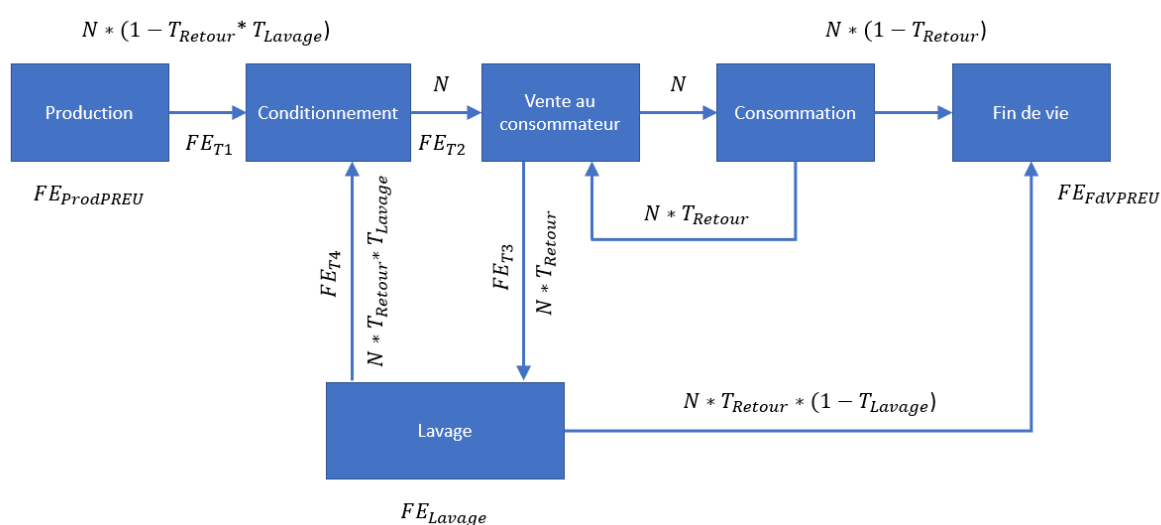 N * (1 − T_Retour* T_Lavage)
N * (1 − T_Retour)
Production
Conditionnement
N
Vente au
consommateur
N
Consommation
Fin de vie
FE_T1
FE_T2
FE_ProdPREU
FE_FdVPREU
N * T_Retour
FE_T4
N * T_Retour* T_Lavage
FE_T3
N * T_Retour
N * T_Retour * (1 − T_Lavage)
Lavage
FE_Lavage